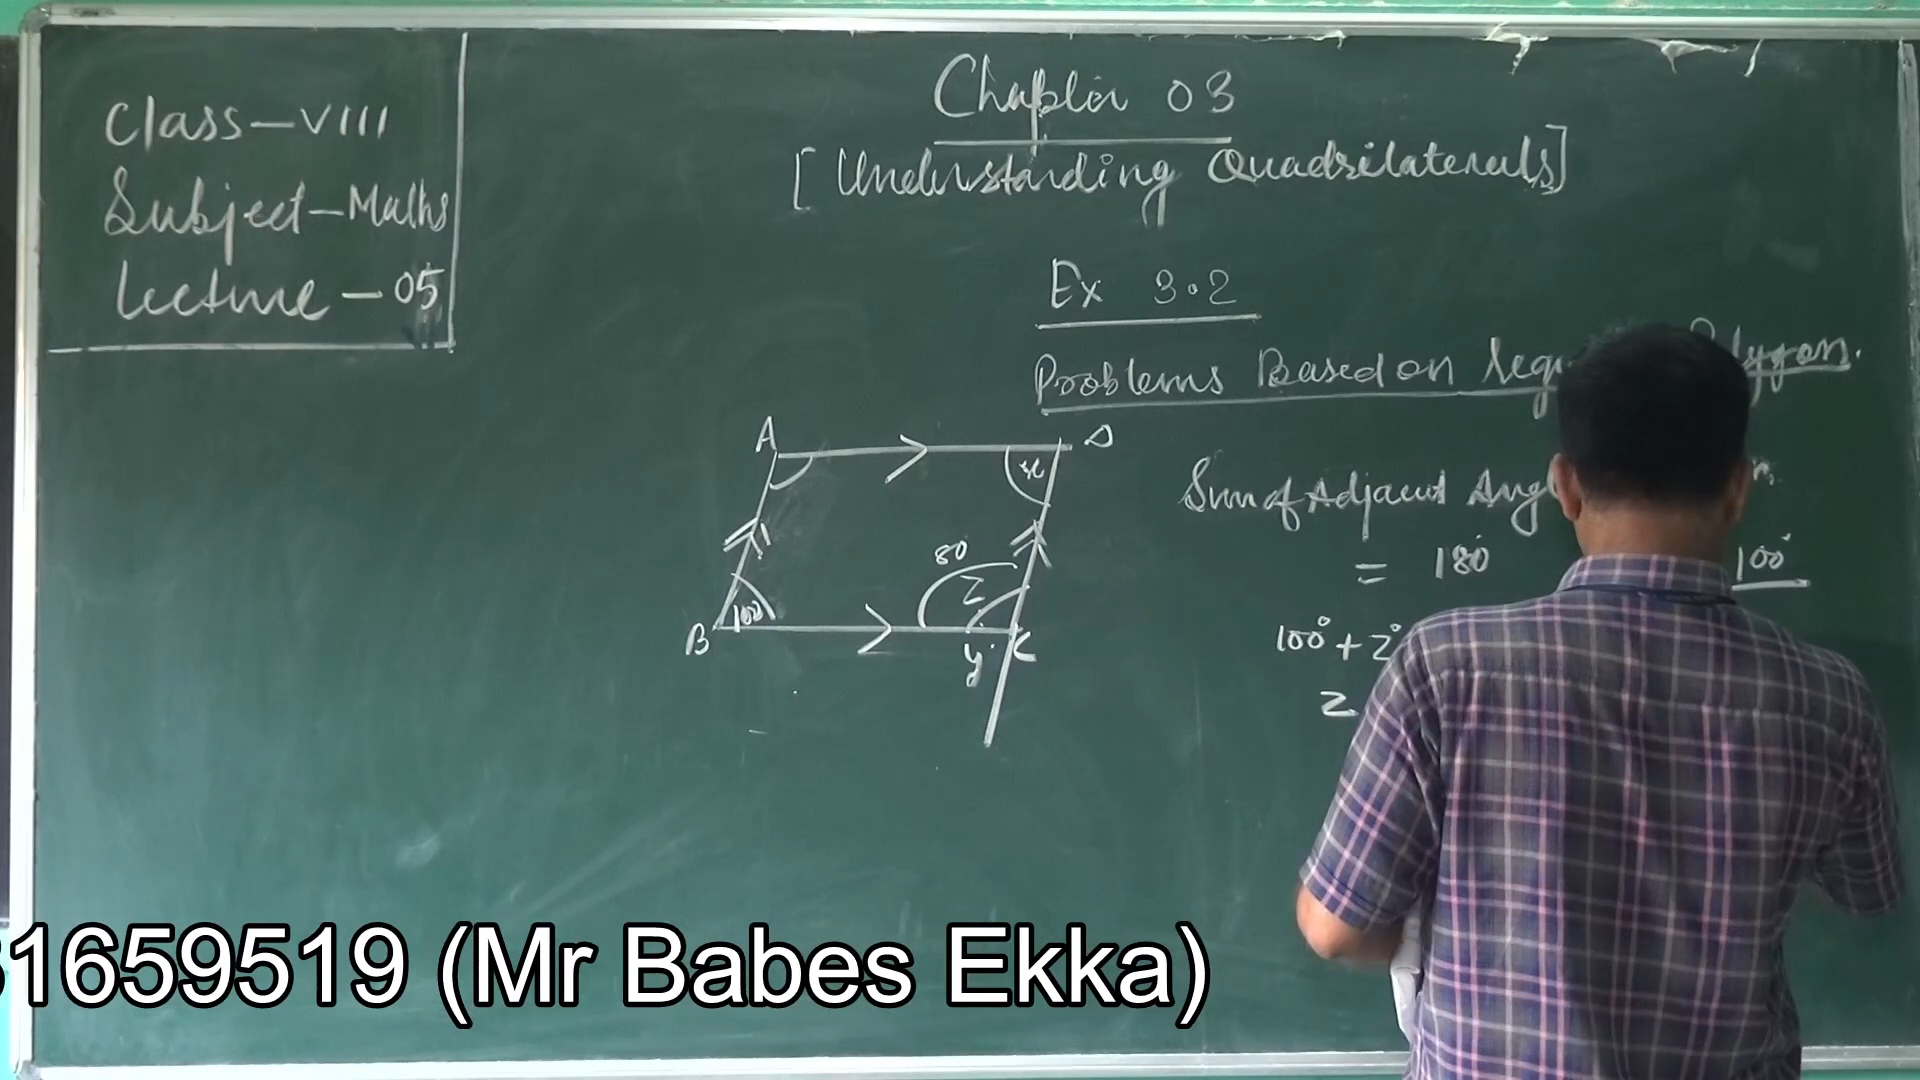 Class-VIII
Subject-Maths
Lecture-05
Chapter 03
[Understanding Quadrilaterals]
Ex 3.2
Problems Based on
A
D
x
80
Z
100
B
y
C
Sum of Adjacent
= 180°
100°
100° + Z°
Z
1659519 (Mr Babes Ekka)